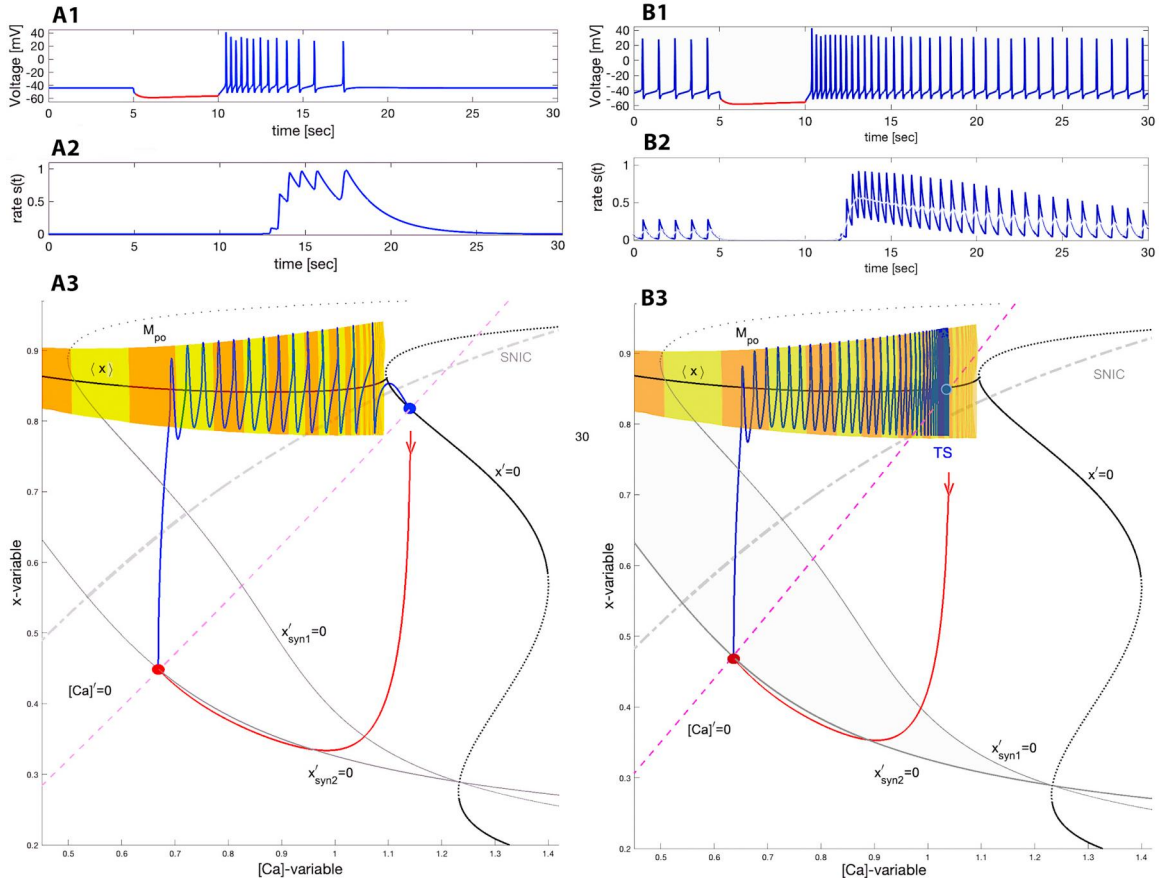 A1
Voltage [mV]
40
20
0
-20
-40
-60
0 5 10 15 20 25 30
time [sec]
A2
rate s(t)
1
0.5
0
0 5 10 15 20 25 30
time [sec]
A3
x-variable
0.9
0.8
0.7
0.6
0.5
0.4
0.3
0.2
Mpo
⟨x⟩
SNIC
x′=0
x′syn1=0
[Ca]′=0
x′syn2=0
0.5 0.6 0.7 0.8 0.9 1 1.1 1.2 1.3 1.4
[Ca]-variable
B1
Voltage [mV]
40
20
0
-20
-40
-60
0 5 10 15 20 25 30
time [sec]
B2
rate s(t)
1
0.5
0
0 5 10 15 20 25 30
time [sec]
B3
30
x-variable
0.9
0.8
0.7
0.6
0.5
0.4
0.3
0.2
Mpo
⟨x⟩
SNIC
TS
x′=0
[Ca]′=0
x′syn1=0
x′syn2=0
0.5 0.6 0.7 0.8 0.9 1 1.1 1.2 1.3 1.4
[Ca]-variable